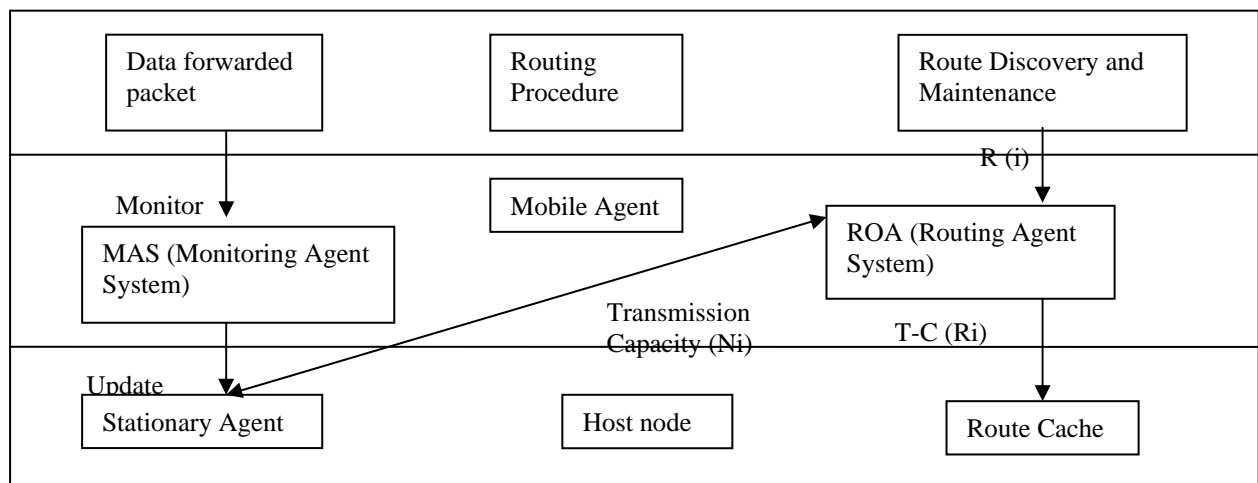 Data forwarded
packet
Routing
Procedure
Route Discovery and
Maintenance
R (i)
Monitor
Mobile Agent
MAS (Monitoring Agent
System)
ROA (Routing Agent
System)
Transmission
Capacity (Ni)
T-C (Ri)
Update
Stationary Agent
Host node
Route Cache